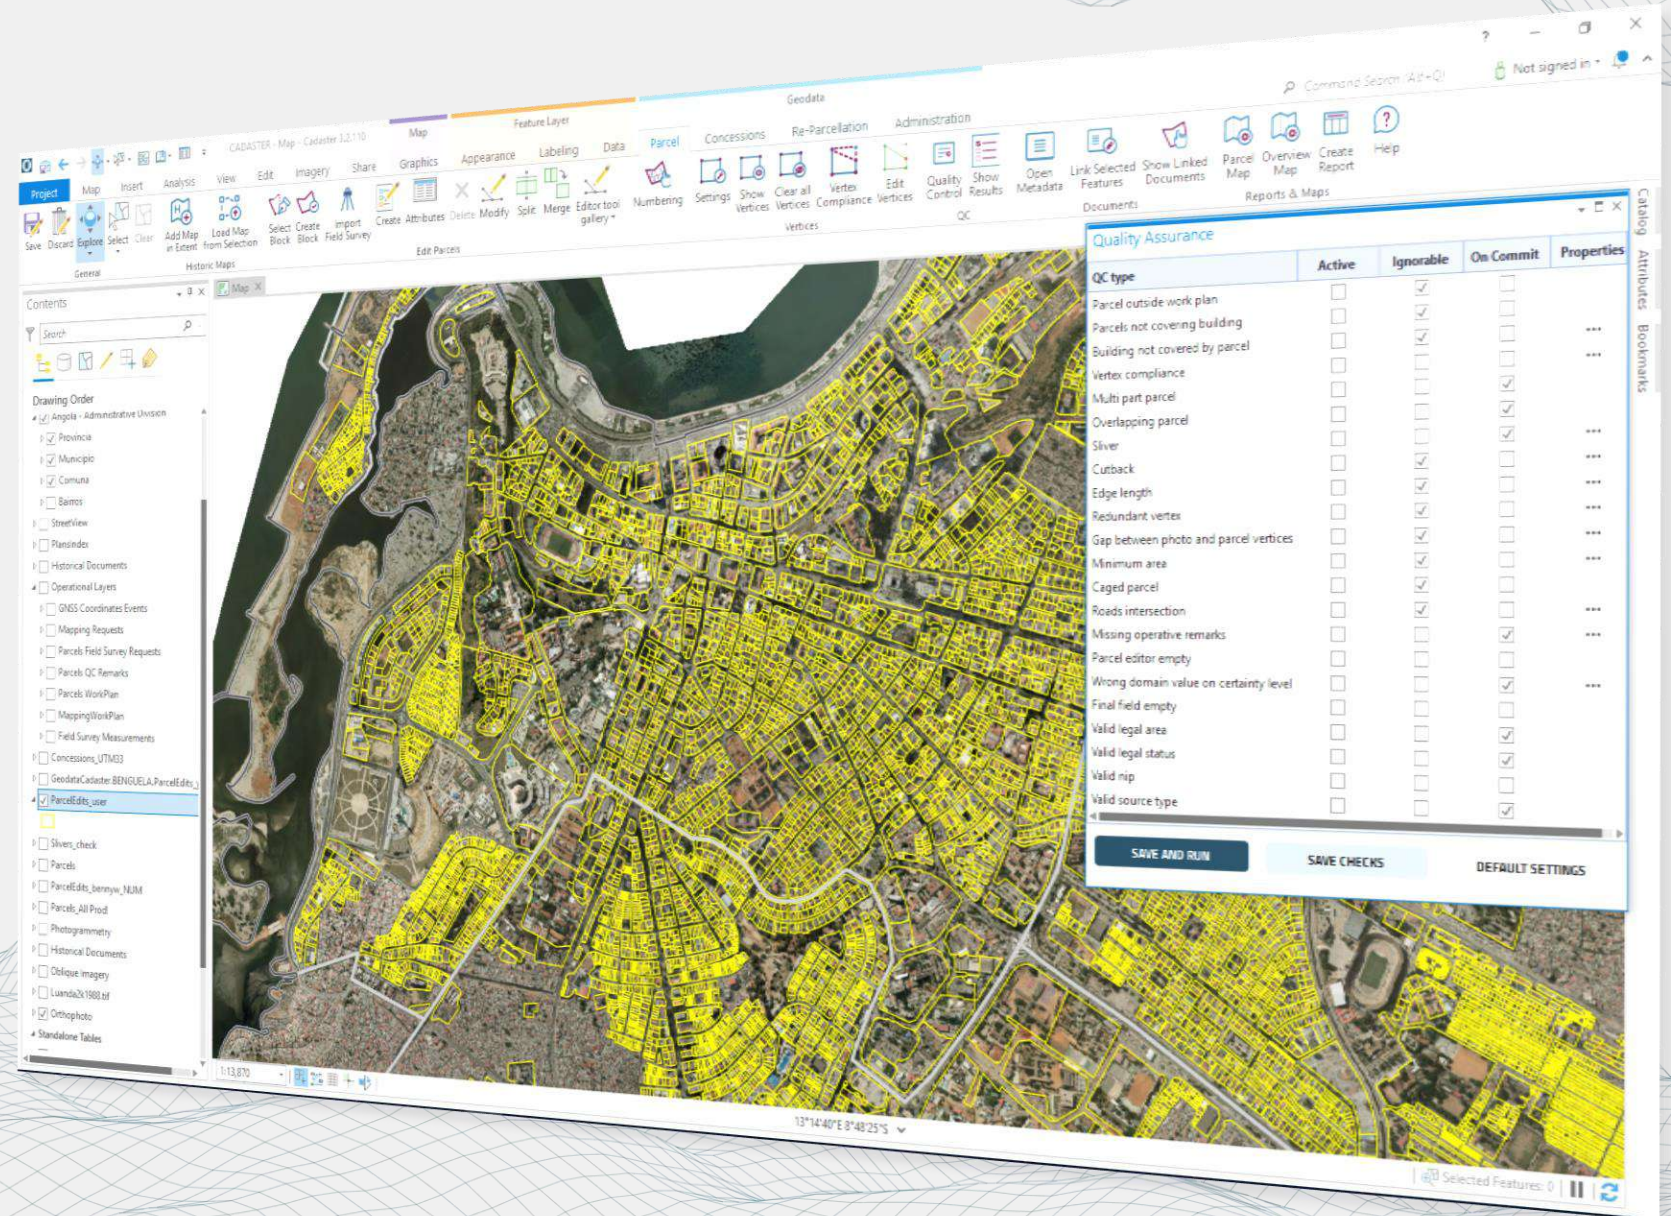 ?
Command Search (Alt+Q)
Not signed in
CADASTER - Map - Cadaster 3.2.110
Map
Feature Layer
Geodata
Project
Map
Insert
Analysis
View
Edit
Imagery
Share
Graphics
Appearance
Labeling
Data
Parcel
Concessions
Re-Parcellation
Administration
Save
Discard
Explore
Select
Clear
Add Map
in Extent
Load Map
from Selection
Select
Block
Create
Block
Import
Field Survey
Create
Attributes
Delete
Modify
Split
Merge
Editor tool
gallery
Numbering
Settings
Show
Vertices
Clear all
Vertices
Vertex
Compliance
Edit
Vertices
Quality
Control
Show
Results
Open
Metadata
Link Selected
Features
Show Linked
Documents
Parcel
Map
Overview
Map
Create
Report
Help
General
Historic Maps
Edit Parcels
Vertices
QC
Documents
Reports & Maps
Contents
Search
Drawing Order
Angola - Administrative Division
Provincia
Municipio
Comuna
Bairros
StreetView
PlansIndex
Historical Documents
Operational Layers
GNSS Coordinates Events
Mapping Requests
Parcels Field Survey Requests
Parcels QC Remarks
Parcels WorkPlan
MappingWorkPlan
Field Survey Measurements
Concessions_UTM33
GeodataCadaster.BENGUELA.ParcelEdits_
ParcelEdits_user
Slivers_check
Parcels
ParcelEdits_bennyw_NUM
Parcels_All Prod
Photogrammetry
Historical Documents
Oblique Imagery
Luanda2k1988.tif
Orthophoto
Standalone Tables
Map
Quality Assurance
QC type Active Ignorable On Commit Properties
Parcel outside work plan
Parcels not covering building
Building not covered by parcel
Vertex compliance
Multi part parcel
Overlapping parcel
Sliver
Cutback
Edge length
Redundant vertex
Gap between photo and parcel vertices
Minimum area
Caged parcel
Roads intersection
Missing operative remarks
Parcel editor empty
Wrong domain value on certainty level
Final field empty
Valid legal area
Valid legal status
Valid nip
Valid source type
SAVE AND RUN
SAVE CHECKS
DEFAULT SETTINGS
Catalog
Attributes
Bookmarks
1:13,870
13°14'40"E 8°48'25"S
Selected Features: 0